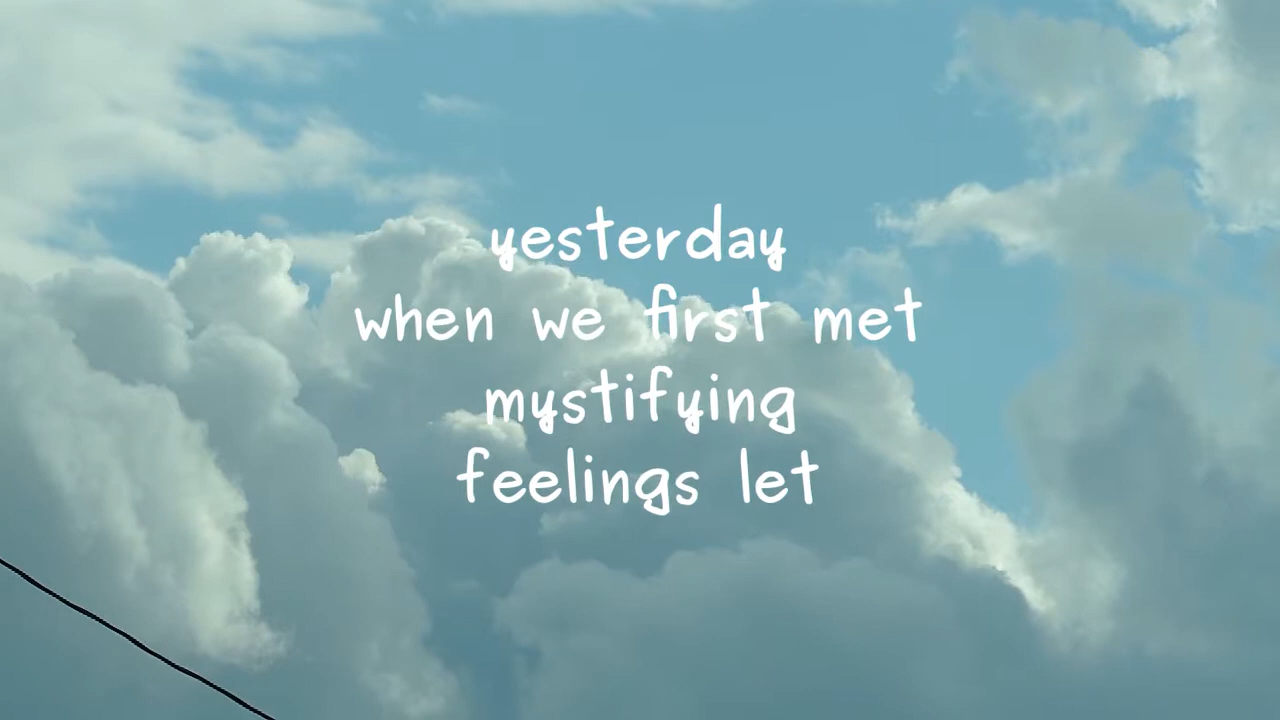 yesterday
when we first met
mystifying
feelings let